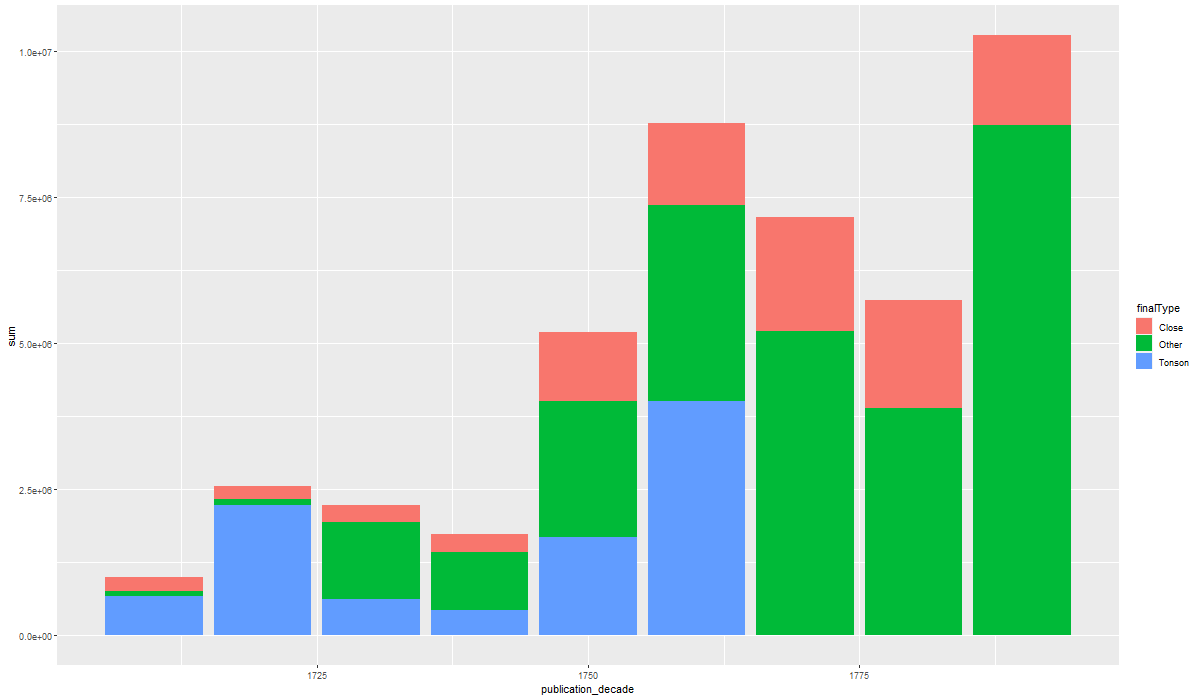 1.0e+07
7.5e+06
5.0e+06
2.5e+06
0.0e+00
sum
1725 1750 1775
publication_decade
finalType
Close
Other
Tonson